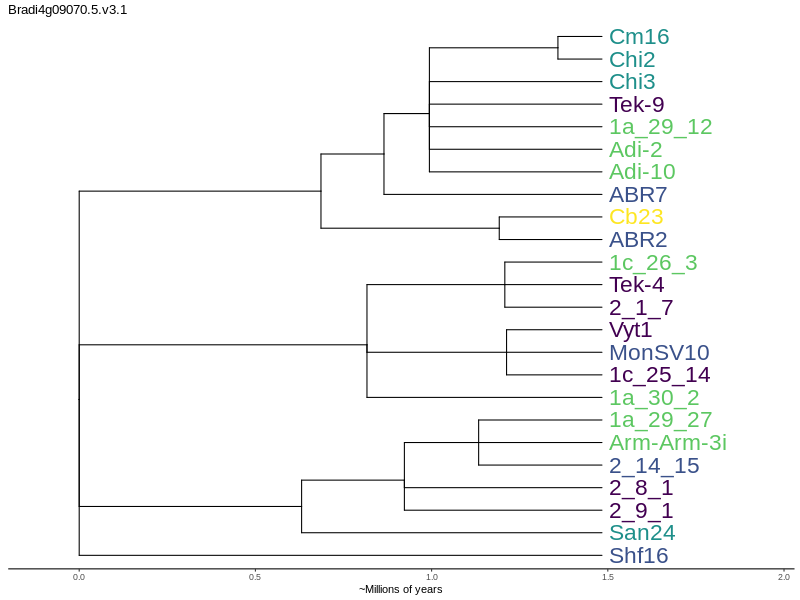 Bradi4g09070.5.v3.1
Cm16
Chi2
Chi3
Tek-9
1a_29_12
Adi-2
Adi-10
ABR7
Cb23
ABR2
1c_26_3
Tek-4
2_1_7
Vyt1
MonSV10
1c_25_14
1a_30_2
1a_29_27
Arm-Arm-3i
2_14_15
2_8_1
2_9_1
San24
Shf16
0.0 0.5 1.0 1.5 2.0
~Millions of years